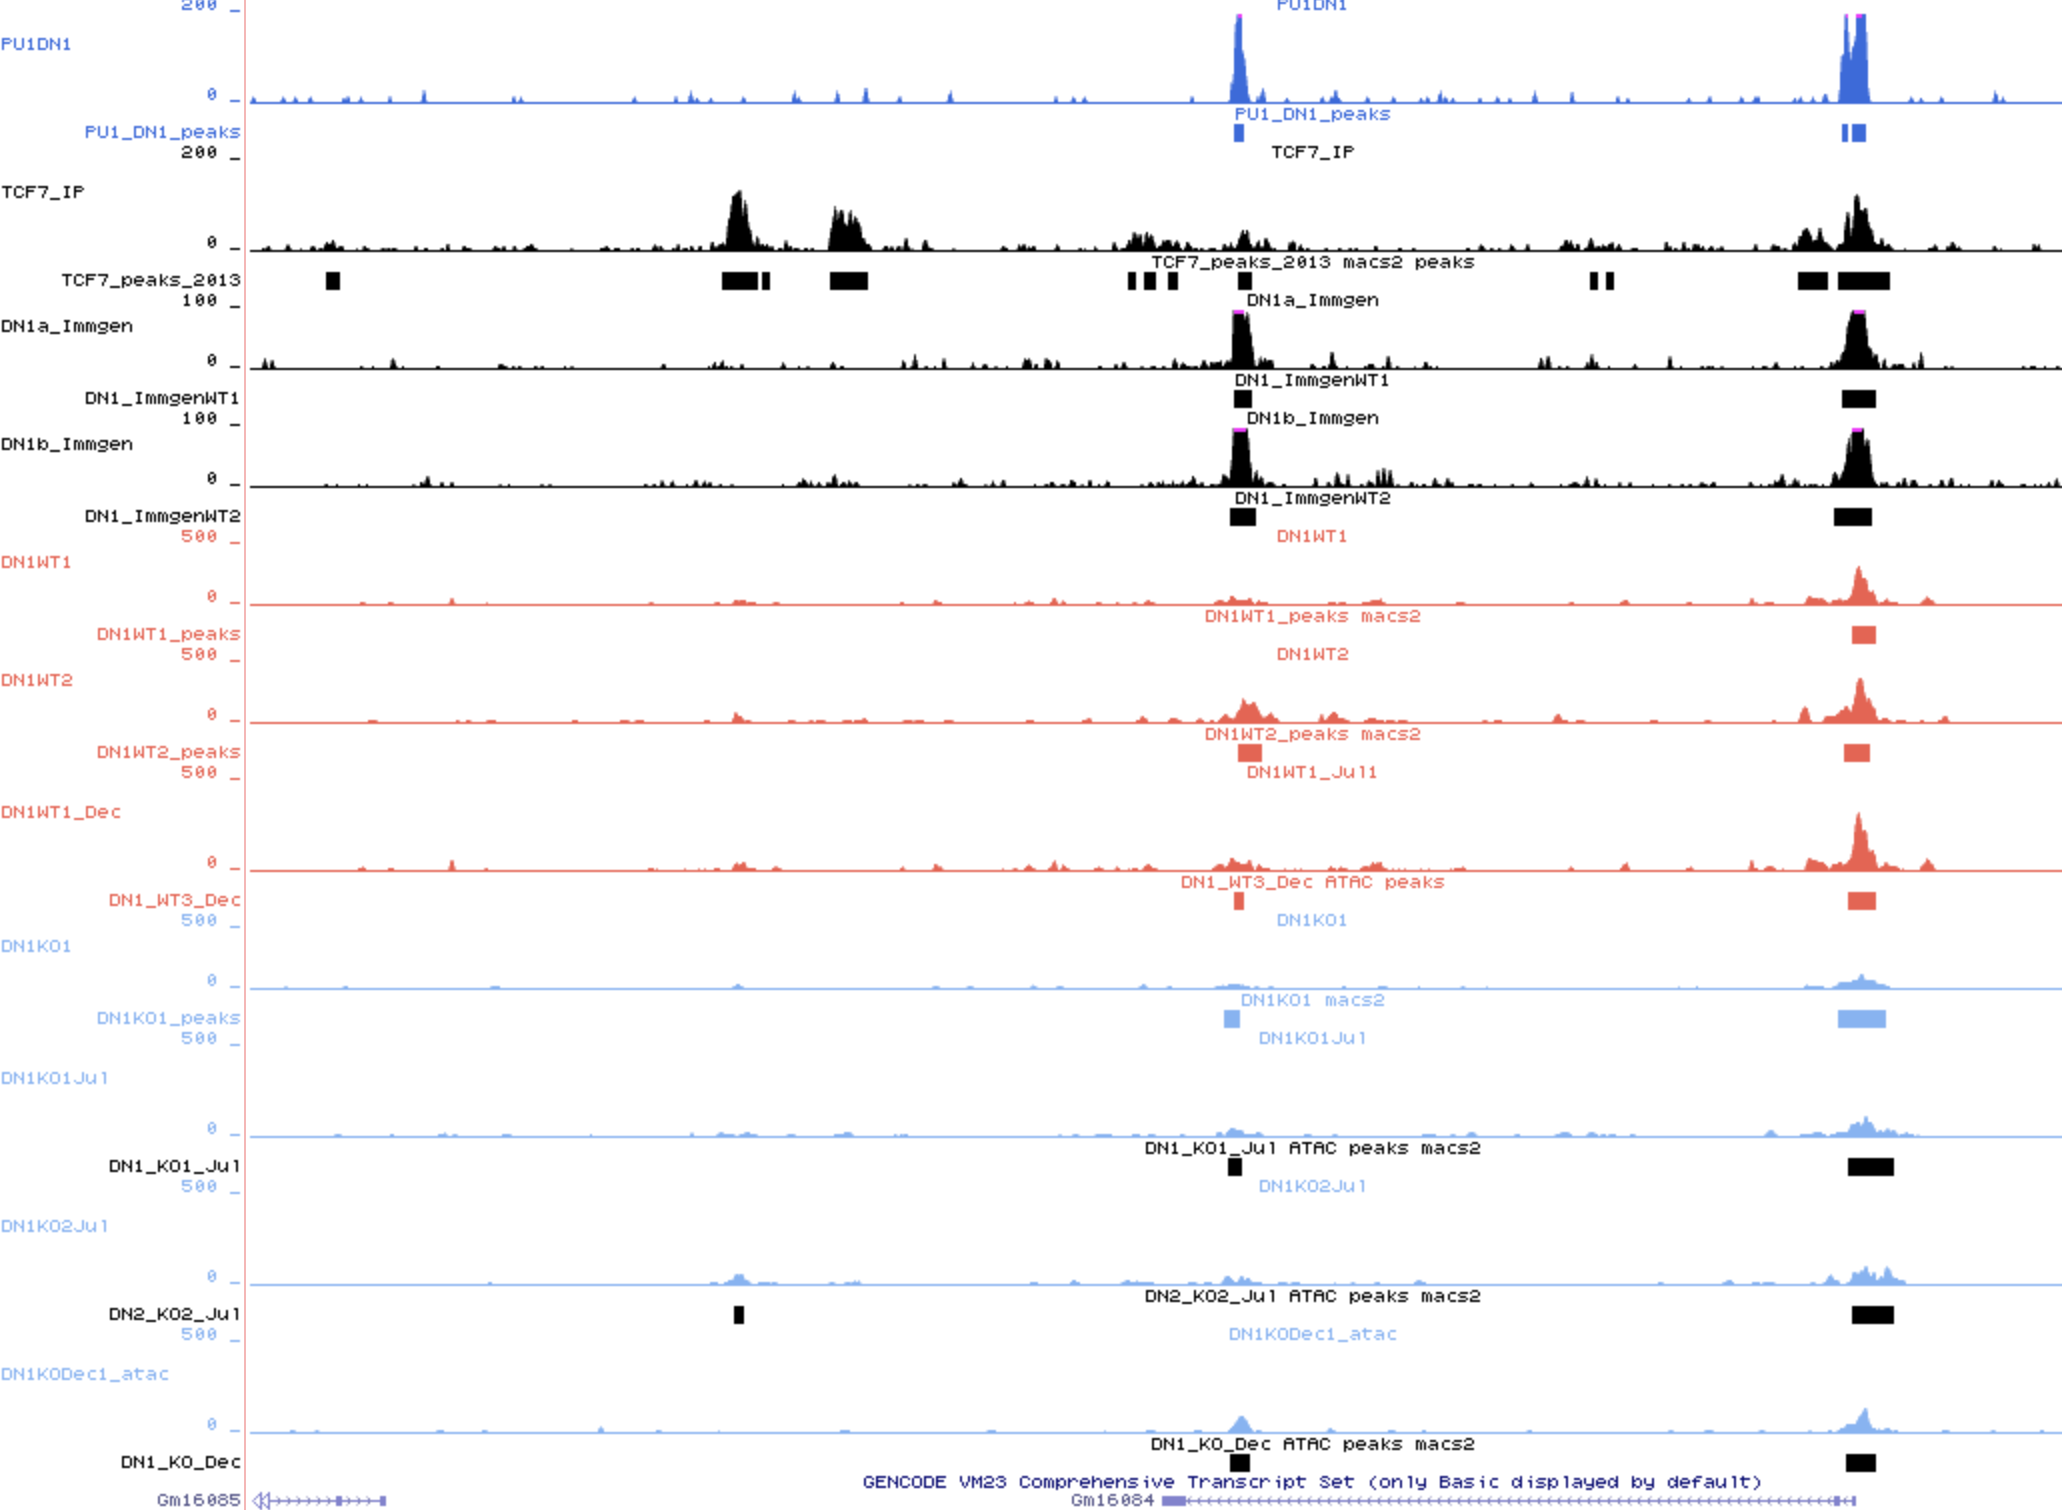 200 _ PU1DN1
PU1DN1
0 _
PU1_DN1_peaks
PU1_DN1_peaks
200 _ TCF7_IP
TCF7_IP
0 _
TCF7_peaks_2013 macs2 peaks
TCF7_peaks_2013
100 _ DN1a_Immgen
DN1a_Immgen
0 _
DN1_ImmgenWT1
DN1_ImmgenWT1
100 _ DN1b_Immgen
DN1b_Immgen
0 _
DN1_ImmgenWT2
DN1_ImmgenWT2
500 _ DN1WT1
DN1WT1
0 _
DN1WT1_peaks macs2
DN1WT1_peaks
500 _ DN1WT2
DN1WT2
0 _
DN1WT2_peaks macs2
DN1WT2_peaks
500 _ DN1WT1_Jul1
DN1WT1_Dec
0 _
DN1_WT3_Dec ATAC peaks
DN1_WT3_Dec
500 _ DN1KO1
DN1KO1
0 _
DN1KO1 macs2
DN1KO1_peaks
500 _ DN1KO1Jul
DN1KO1Jul
0 _
DN1_KO1_Jul ATAC peaks macs2
DN1_KO1_Jul
500 _ DN1KO2Jul
DN1KO2Jul
0 _
DN2_KO2_Jul ATAC peaks macs2
DN2_KO2_Jul
500 _ DN1KODec1_atac
DN1KODec1_atac
0 _
DN1_KO_Dec ATAC peaks macs2
DN1_KO_Dec
GENCODE VM23 Comprehensive Transcript Set (only Basic displayed by default)
Gm16085 Gm16084